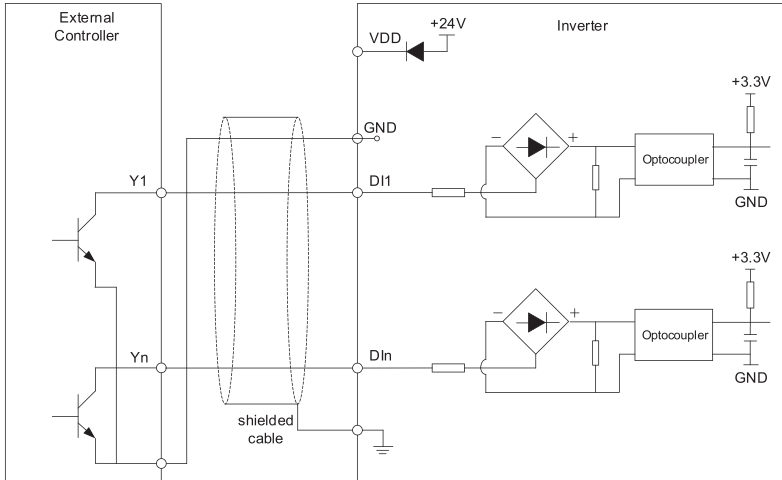 External
Controller
Inverter
+24V
VDD
GND
+3.3V
− +
Optocoupler
Y1
DI1
GND
+3.3V
− +
Optocoupler
Yn
DIn
GND
shielded
cable